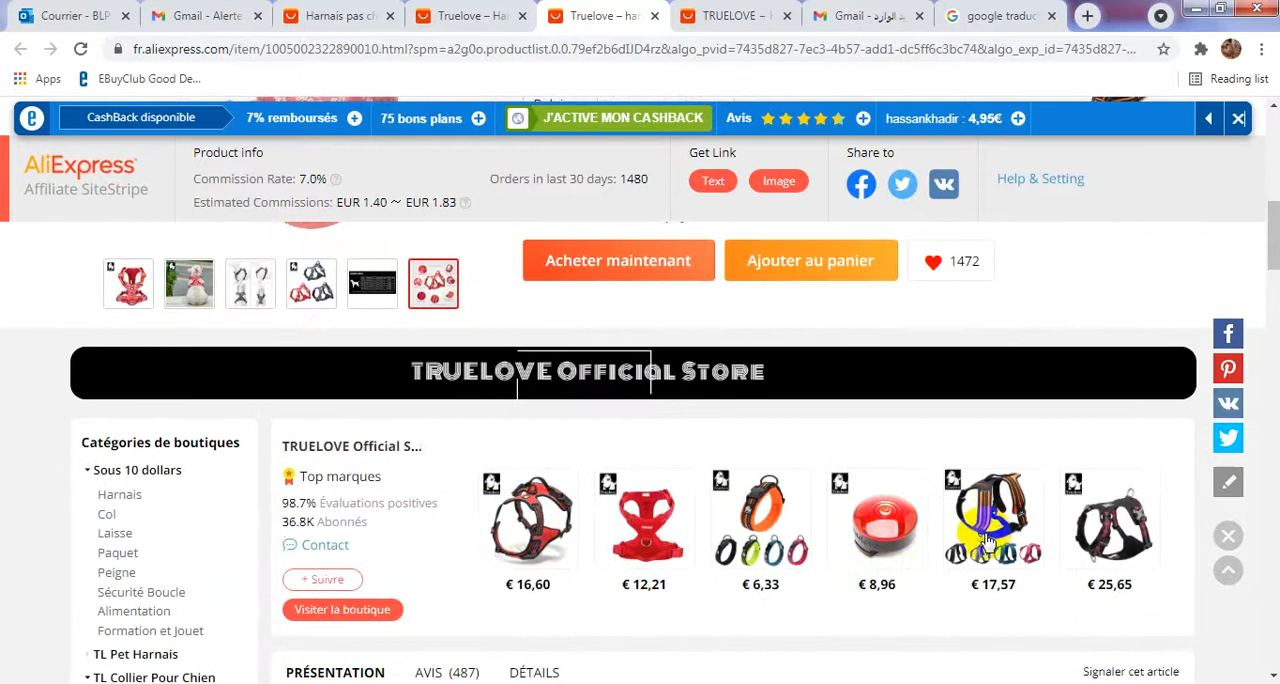 Courrier - BLP
Gmail - Alerte
Harnais pas ch
Truelove – Har
Truelove – har
TRUELOVE – H
Gmail - بريد الوارد
google traduc
fr.aliexpress.com/item/1005002322890010.html?spm=a2g0o.productlist.0.0.79ef2b6dIJD4rz&algo_pvid=7435d827-7ec3-4b57-add1-dc5ff6c3bc74&algo_exp_id=7435d827-...
Apps
EBuyClub Good De...
Reading list
CashBack disponible
7% remboursés
75 bons plans
J'ACTIVE MON CASHBACK
Avis
hassankhadir : 4,95€
AliExpress
Affiliate SiteStripe
Product info
Commission Rate: 7.0%
Estimated Commissions: EUR 1.40 ~ EUR 1.83
Orders in last 30 days: 1480
Get Link
Text
Image
Share to
Help & Setting
Acheter maintenant
Ajouter au panier
1472
TRUELOVE Official Store
Catégories de boutiques
Sous 10 dollars
Harnais
Col
Laisse
Paquet
Peigne
Sécurité Boucle
Alimentation
Formation et Jouet
TL Pet Harnais
TL Collier Pour Chien
TRUELOVE Official S...
Top marques
98.7% Évaluations positives
36.8K Abonnés
Contact
+ Suivre
Visiter la boutique
€ 16,60
€ 12,21
€ 6,33
€ 8,96
€ 17,57
€ 25,65
PRÉSENTATION
AVIS (487)
DÉTAILS
Signaler cet article